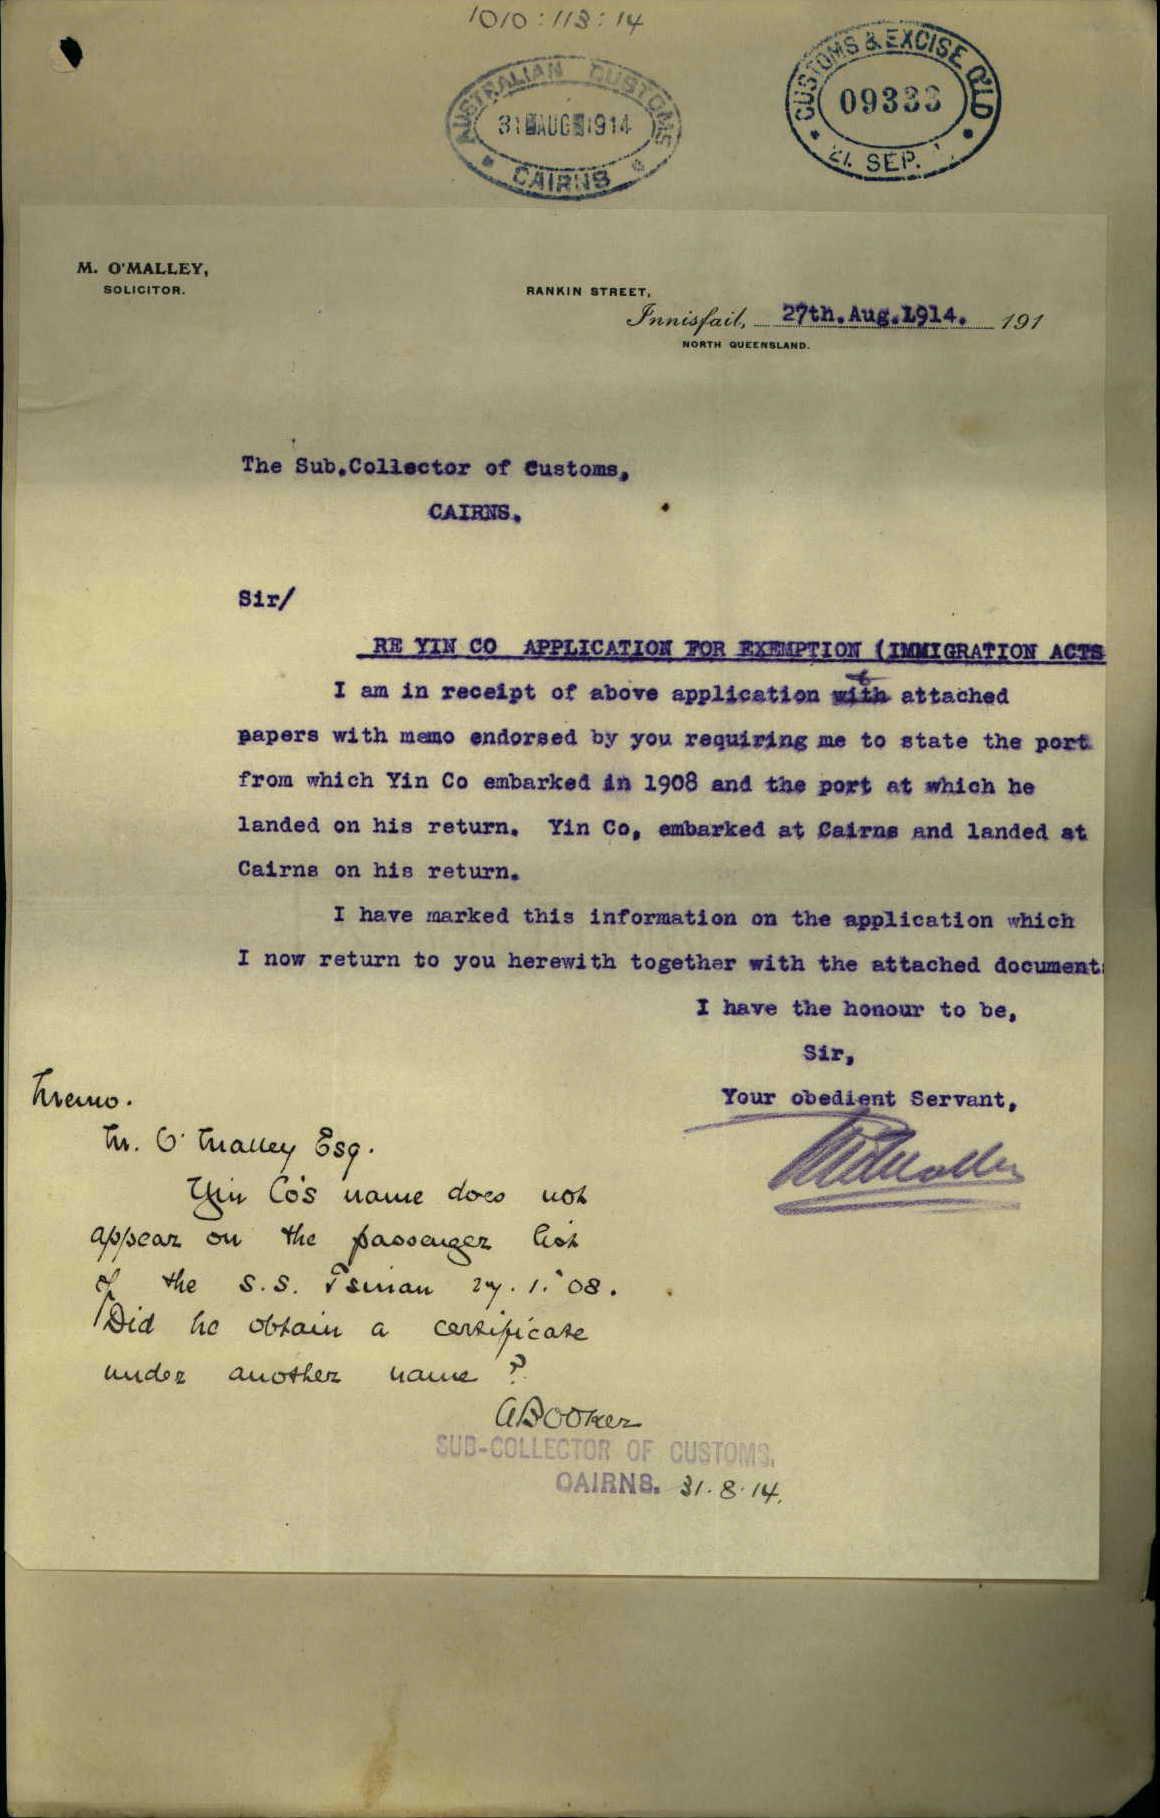 1010:113:14
AUSTRALIAN CUSTOMS
31 AUG 1914
CAIRNS
CUSTOMS & EXCISE Q'LD
09333
21. SEP.
M. O'MALLEY,
SOLICITOR.
RANKIN STREET,
Innisfail, 27th.Aug.1914. 191
NORTH QUEENSLAND.
The Sub.Collector of Customs,
CAIRNS.
Sir/
RE YIN CO APPLICATION FOR EXEMPTION (IMMIGRATION ACTS
I am in receipt of above application with attached
papers with memo endorsed by you requiring me to state the port
from which Yin Co embarked in 1908 and the port at which he
landed on his return. Yin Co, embarked at Cairns and landed at
Cairns on his return.
I have marked this information on the application which
I now return to you herewith together with the attached document
I have the honour to be,
Sir,
Your obedient Servant,
Memo.
M. O'Malley Esq.
Yin Co's name does not
appear on the passenger list
of the S.S. 27.1.'08.
Did he obtain a certificate
under another name?
ABooker
SUB-COLLECTOR OF CUSTOMS.
CAIRNS. 31.8.14.